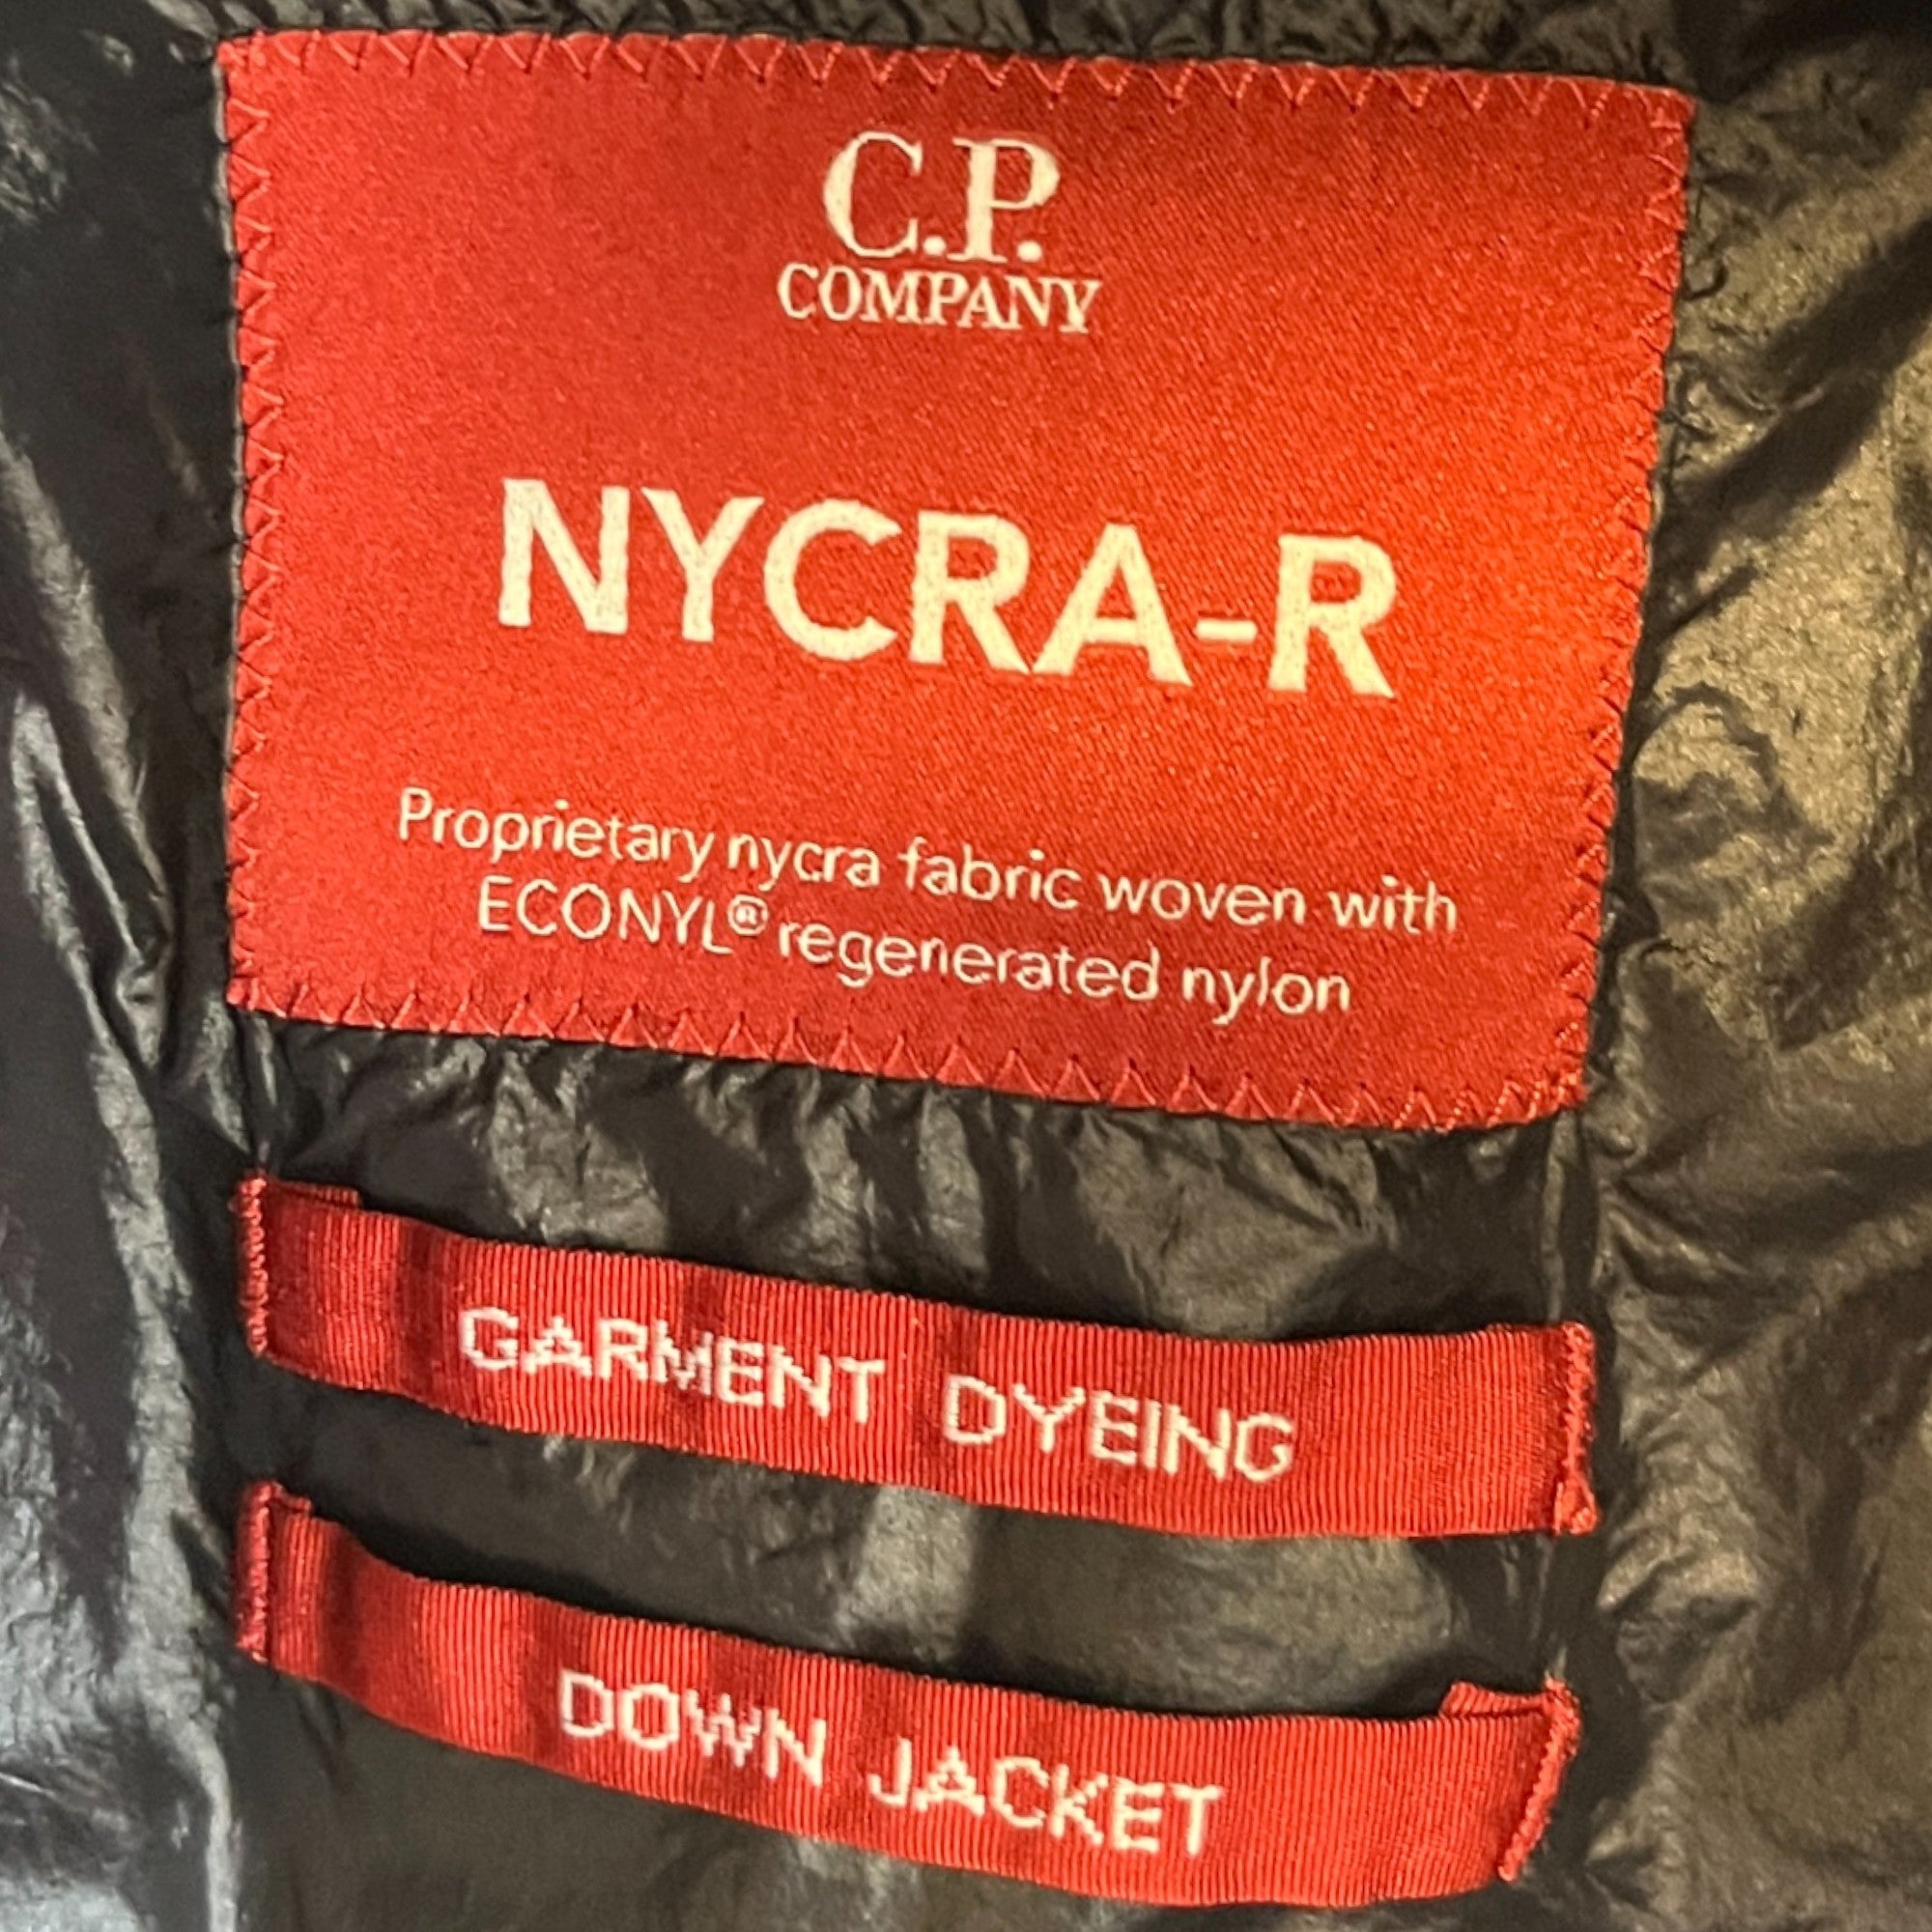 C.P.
COMPANY
NYCRA-R
Proprietary nycra fabric woven with
ECONYL® regenerated nylon
GARMENT DYEING
DOWN JACKET